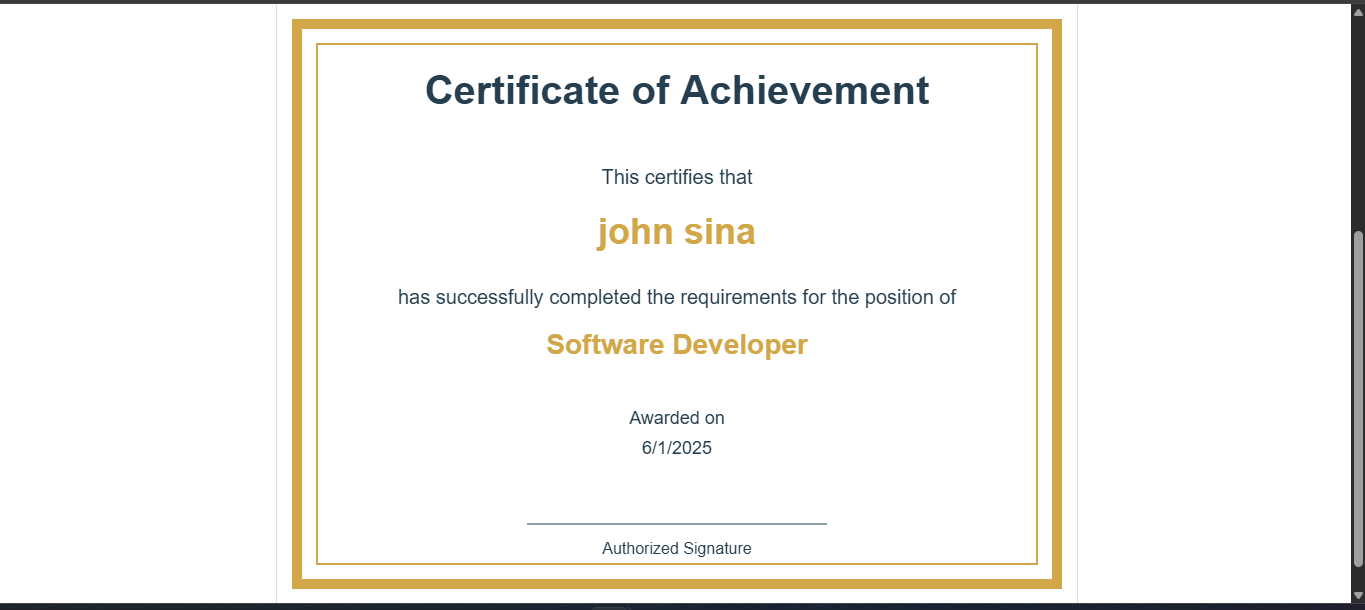 Certificate of Achievement
This certifies that
john sina
has successfully completed the requirements for the position of
Software Developer
Awarded on
6/1/2025
Authorized Signature